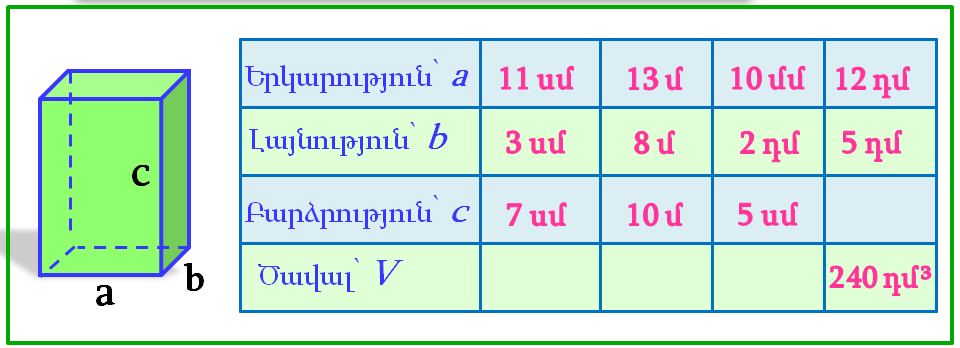 c
b
a
Երկարություն՝ a 11 սմ 13 մ 10 մմ 12 դմ
Լայնություն՝ b 3 սմ 8 մ 2 դմ 5 դմ
Բարձրություն՝ c 7 սմ 10 մ 5 սմ
Ծավալ՝ V 240 դմ³